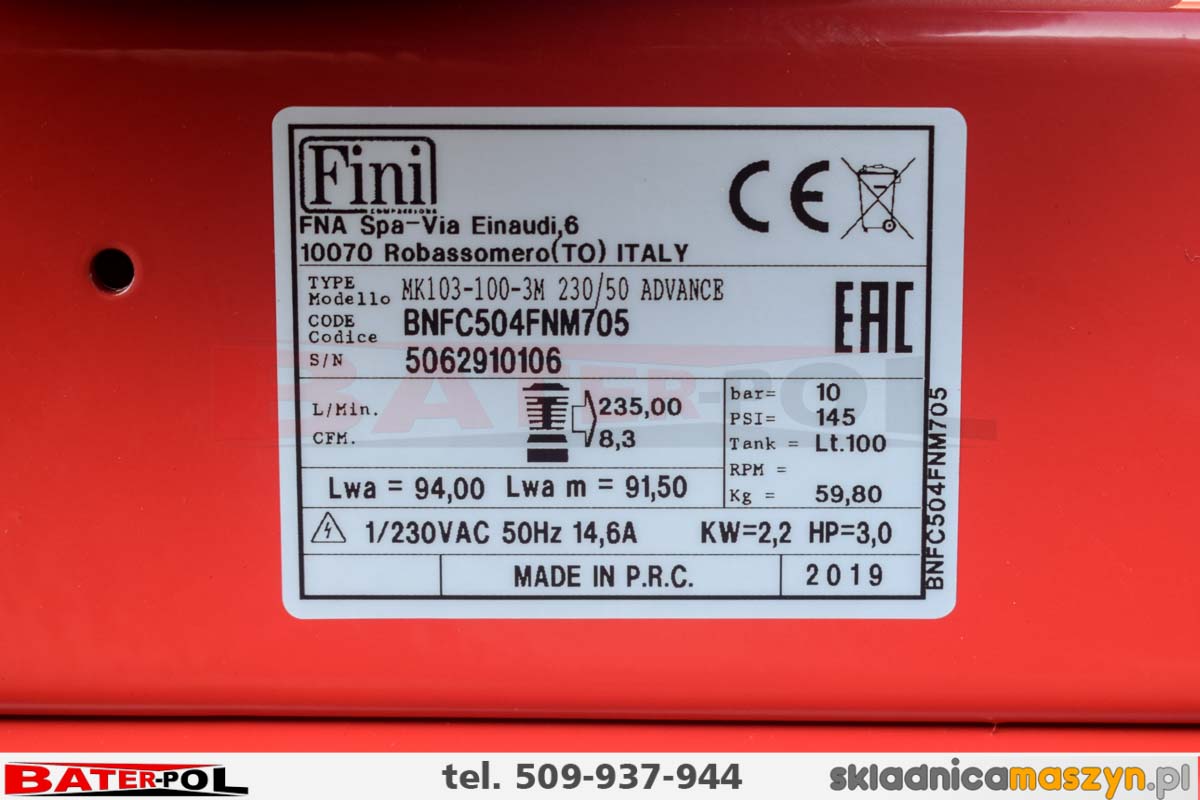 Fini
COMPRESSORS
FNA Spa-Via Einaudi,6
10070 Robassomero(TO) ITALY
CE
TYPE
Modello MK103-100-3M 230/50 ADVANCE
CODE
Codice BNFC504FNM705
S/N 5062910106
EAC
L/Min. 235,00
CFM. 8,3
bar= 10
PSI= 145
Tank = Lt.100
RPM =
Kg = 59,80
Lwa = 94,00 Lwa m = 91,50
1/230VAC 50Hz 14,6A KW=2,2 HP=3,0
MADE IN P.R.C. 2019
BNFC504FNM705
BATER-POL
BATER-POL tel. 509-937-944 składnicamaszyn.pl